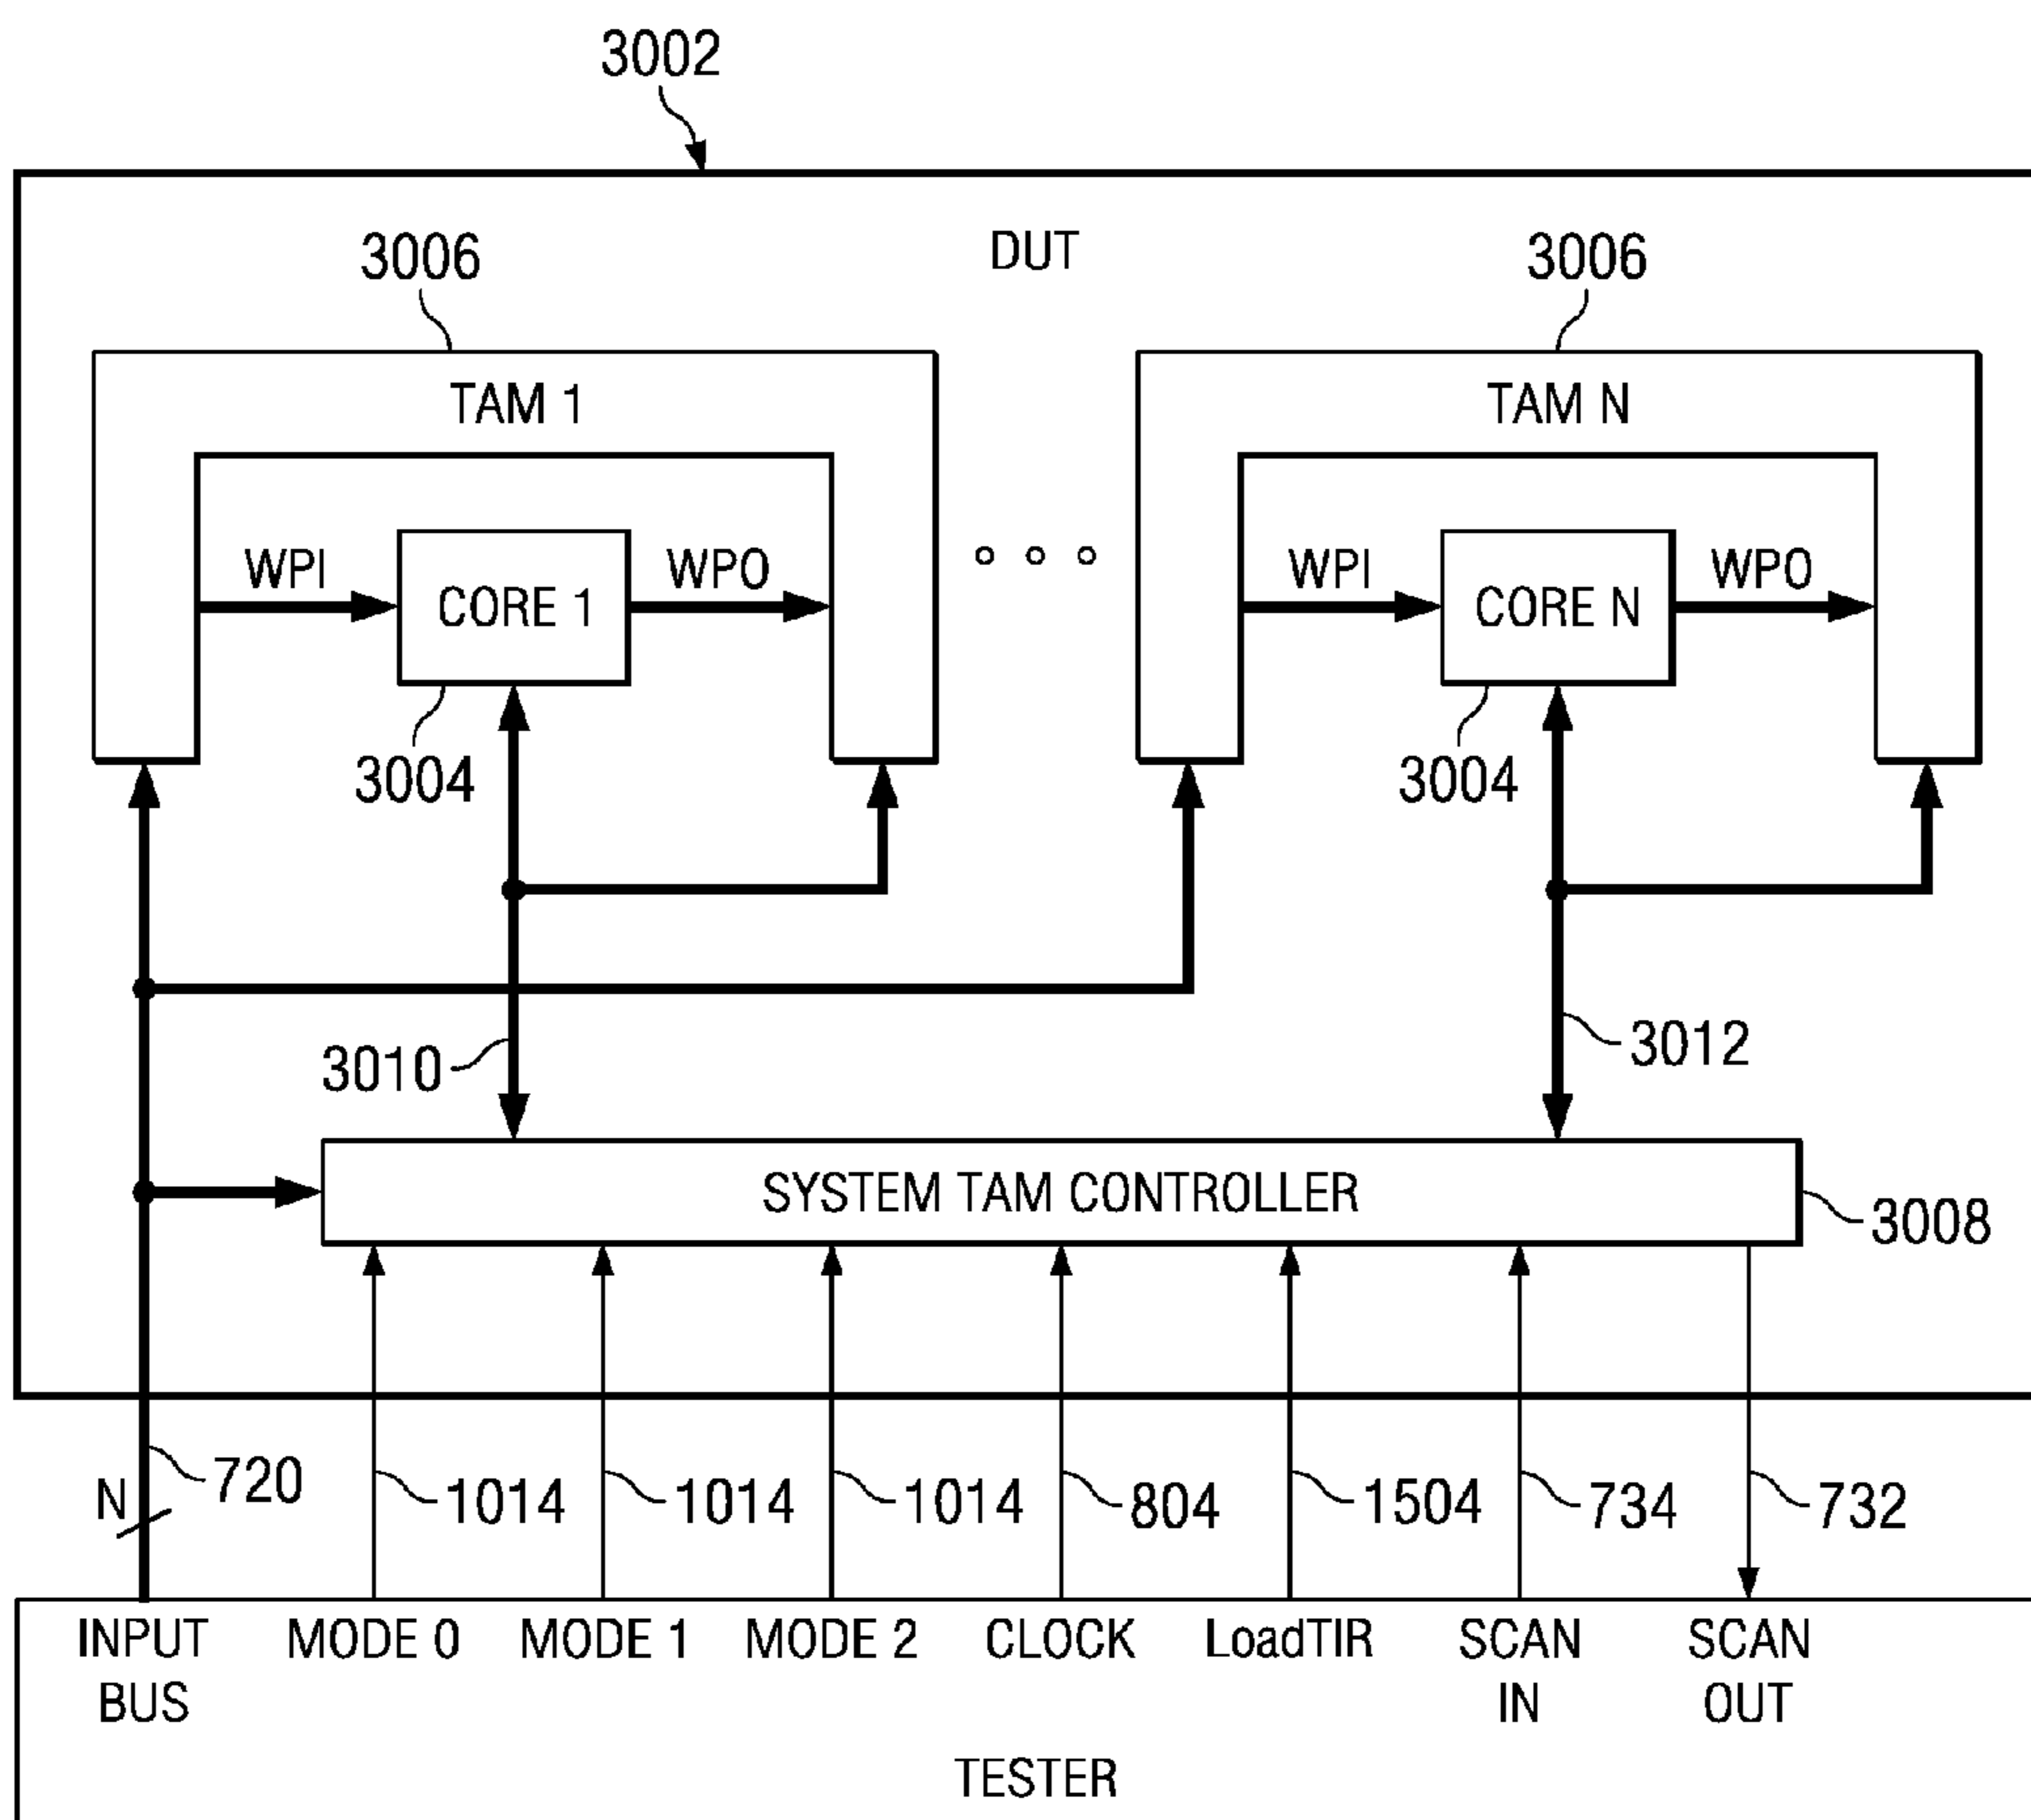 3002
DUT
3006
3006
TAM 1
TAM N
WPI
CORE 1
WPO
WPI
CORE N
WPO
3004
3004
3010
3012
SYSTEM TAM CONTROLLER
3008
N
720
1014
1014
1014
804
1504
734
732
INPUT BUS
MODE 0
MODE 1
MODE 2
CLOCK
LoadTIR
SCAN IN
SCAN OUT
TESTER